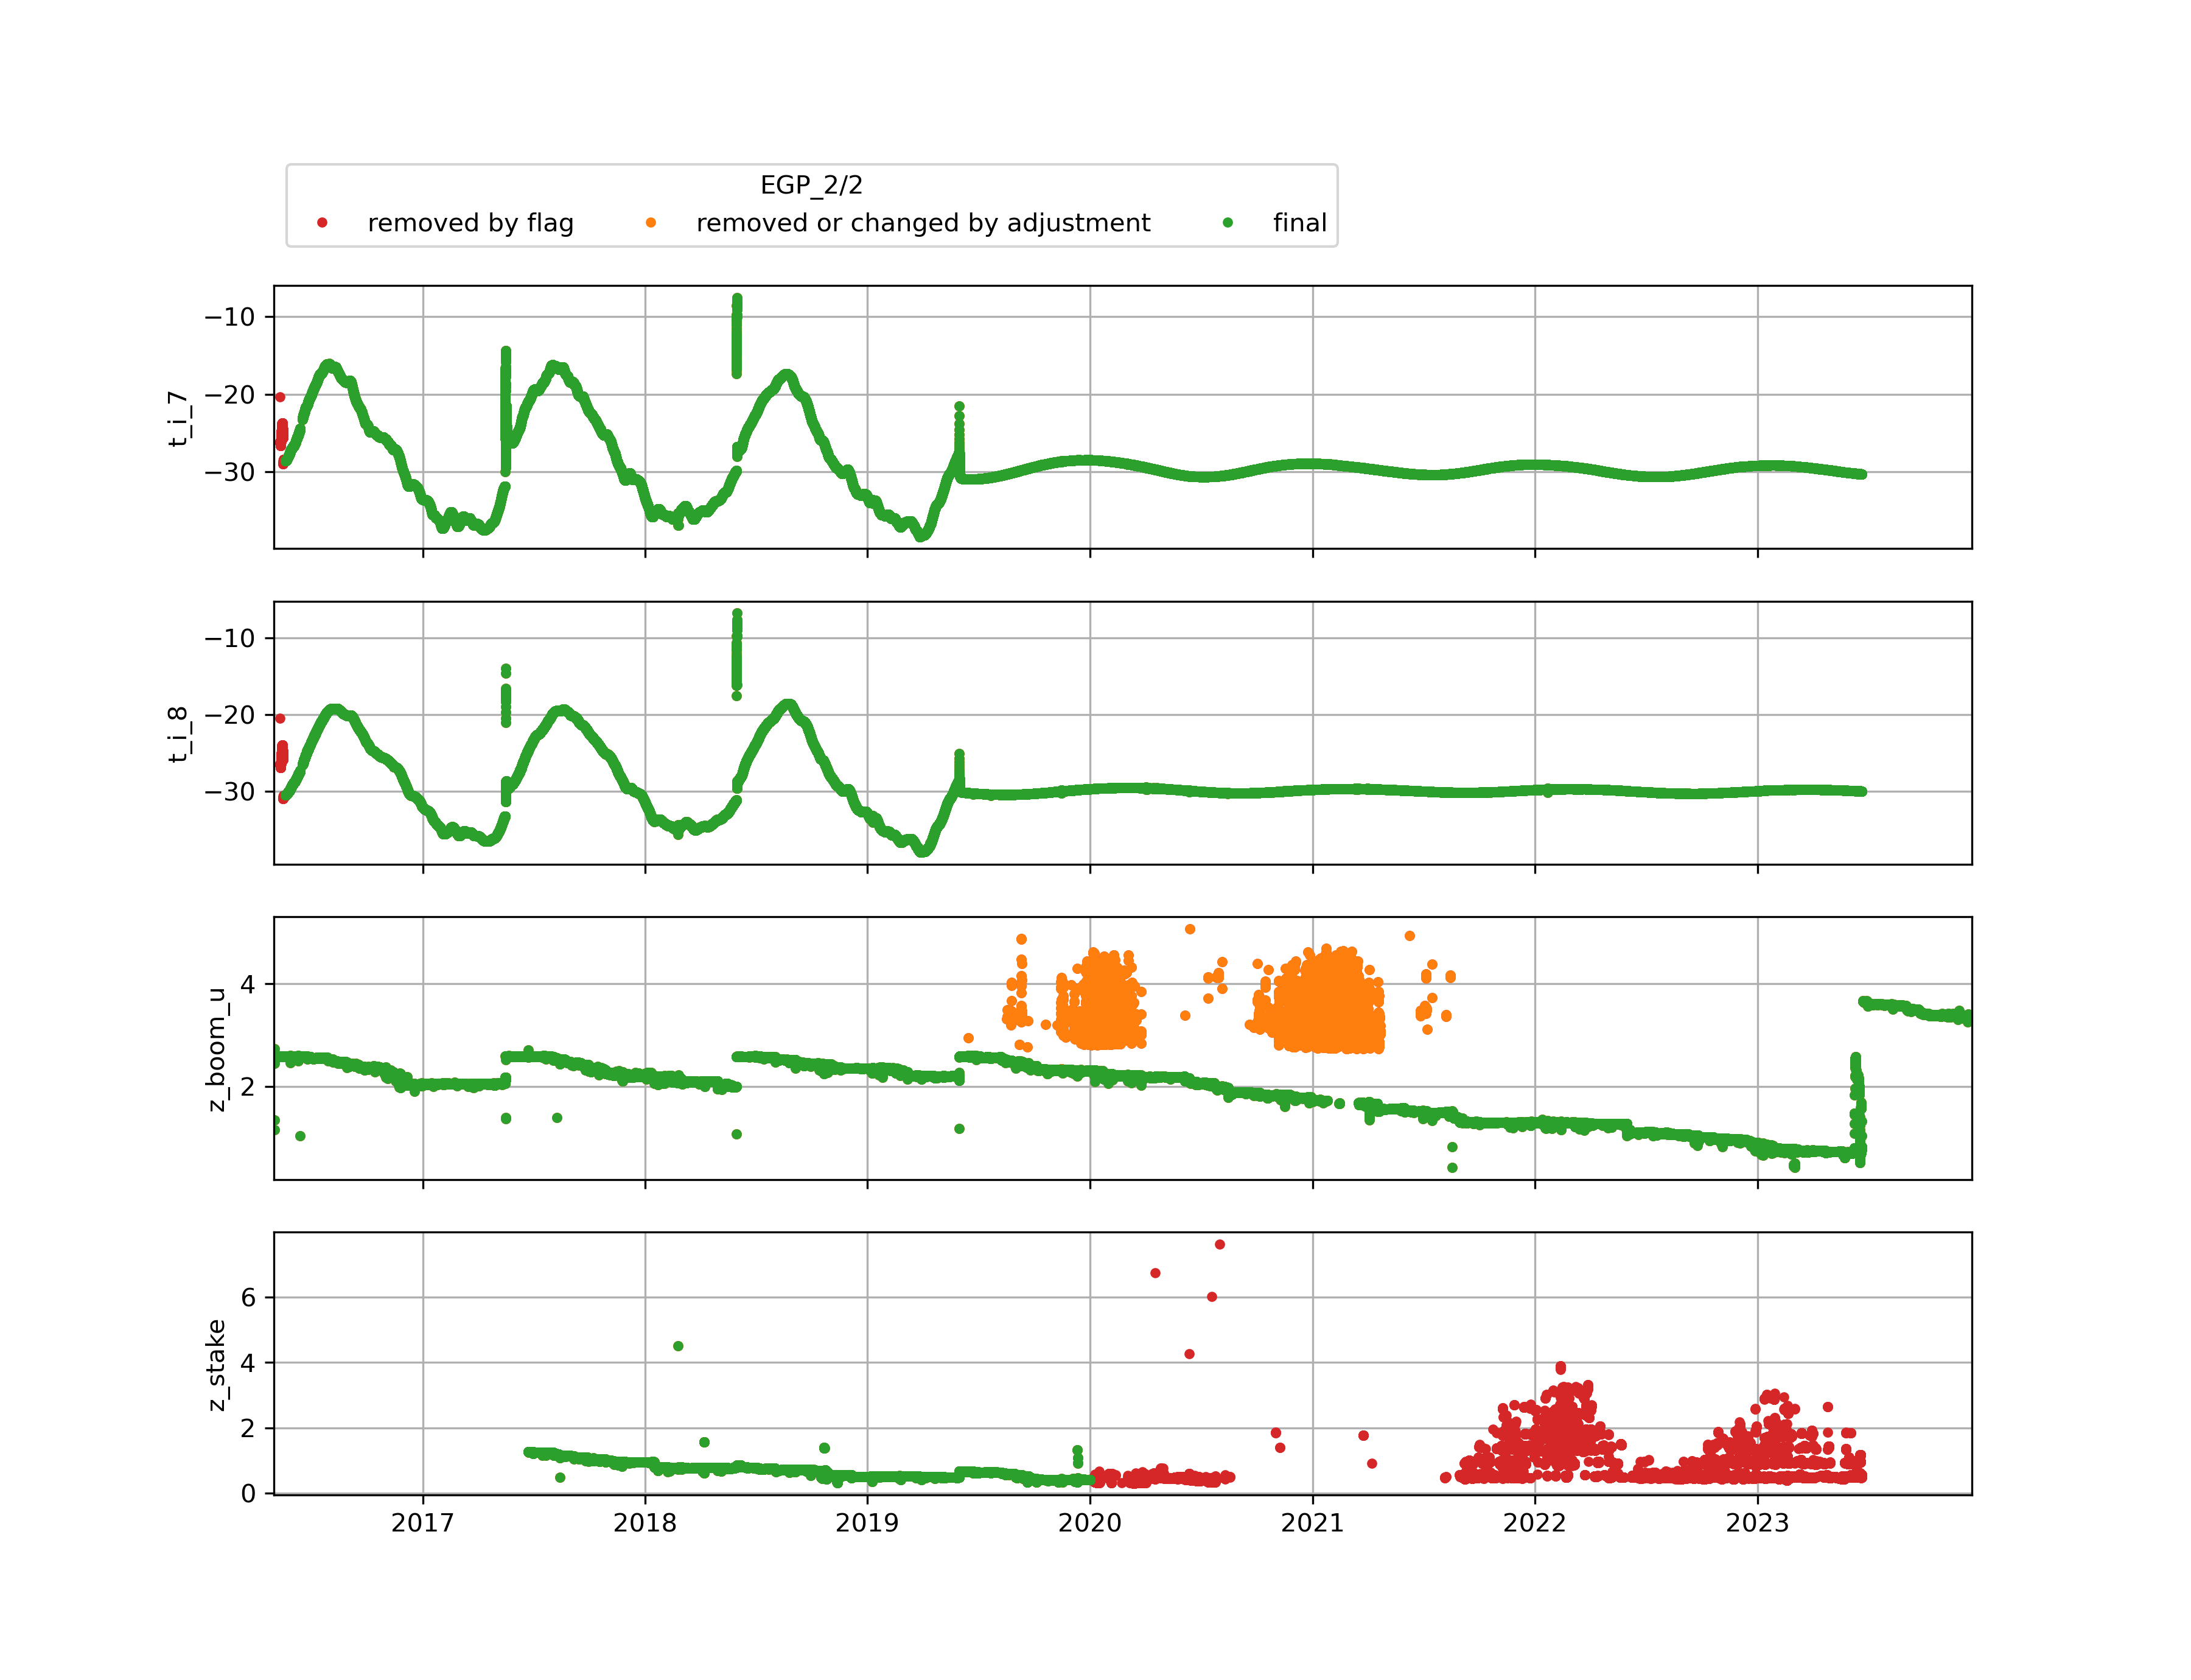 EGP_2/2
removed by flag removed or changed by adjustment final
−10
−20
−30
t_i_7
−10
−20
−30
t_i_8
4
2
z_boom_u
6
4
2
0
z_stake
2017 2018 2019 2020 2021 2022 2023